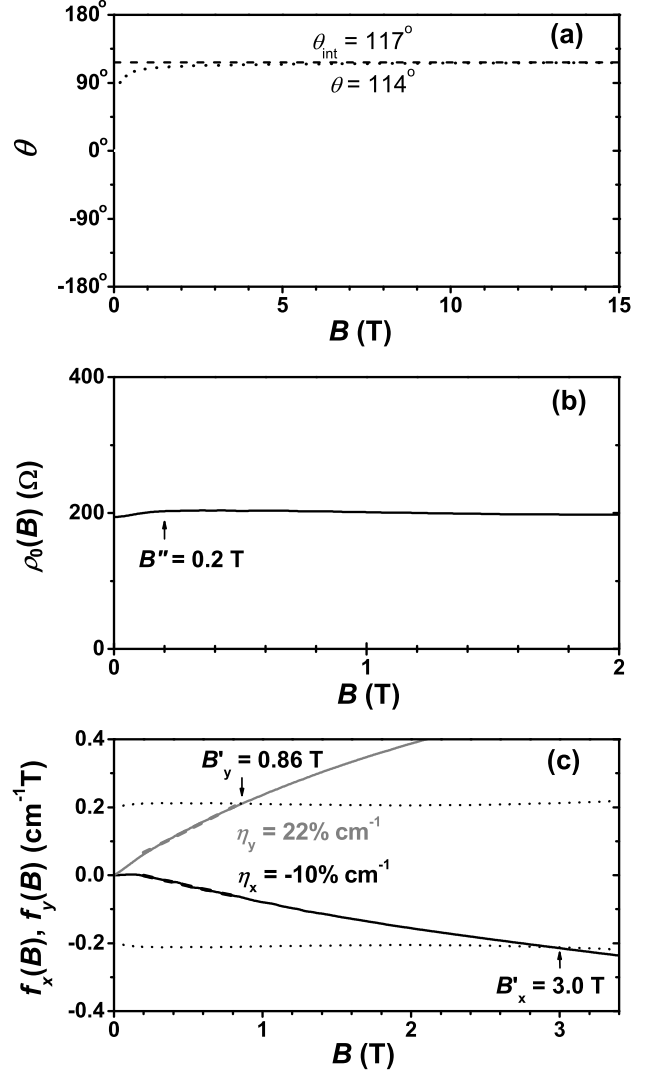 180°
(a)
θint = 117°
90°
θ = 114°
θ
0°
-90°
-180°
0
5
10
15
B (T)
400
(b)
ρ0(B) (Ω)
200
B″ = 0.2 T
0
0
1
2
B (T)
0.4
B′y = 0.86 T
(c)
0.2
ηy = 22% cm⁻¹
fx(B), fy(B) (cm⁻¹T)
0.0
ηx = -10% cm⁻¹
-0.2
B′x = 3.0 T
-0.4
0
1
2
3
B (T)